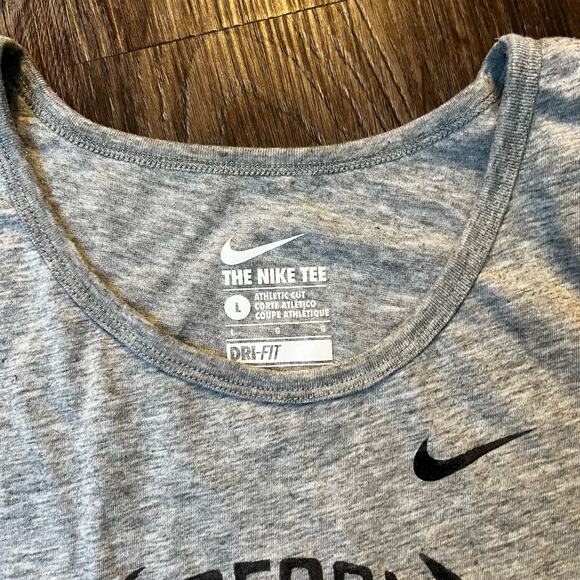 THE NIKE TEE
L
ATHLETIC CUT
CORTE ATLÉTICO
COUPE ATHLÉTIQUE
L G G
DRI-FIT